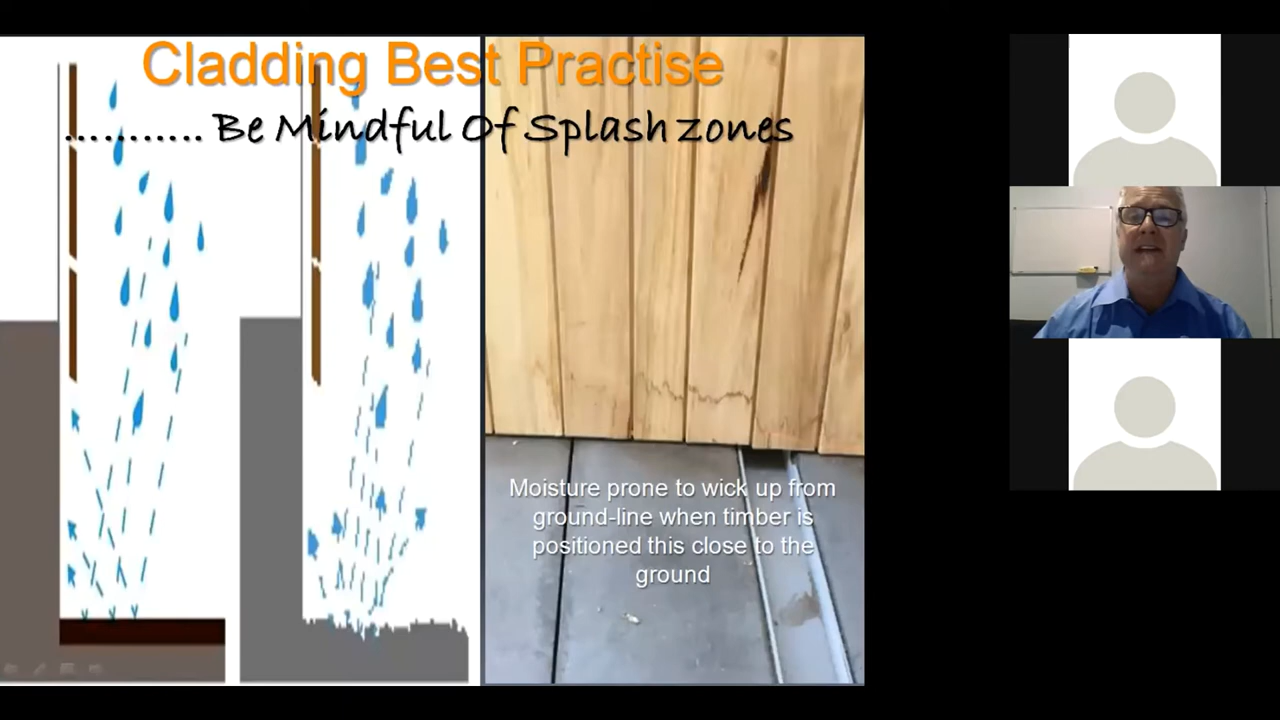 Cladding Best Practise
........... Be Mindful Of Splash zones
Moisture prone to wick up from
ground-line when timber is
positioned this close to the
ground